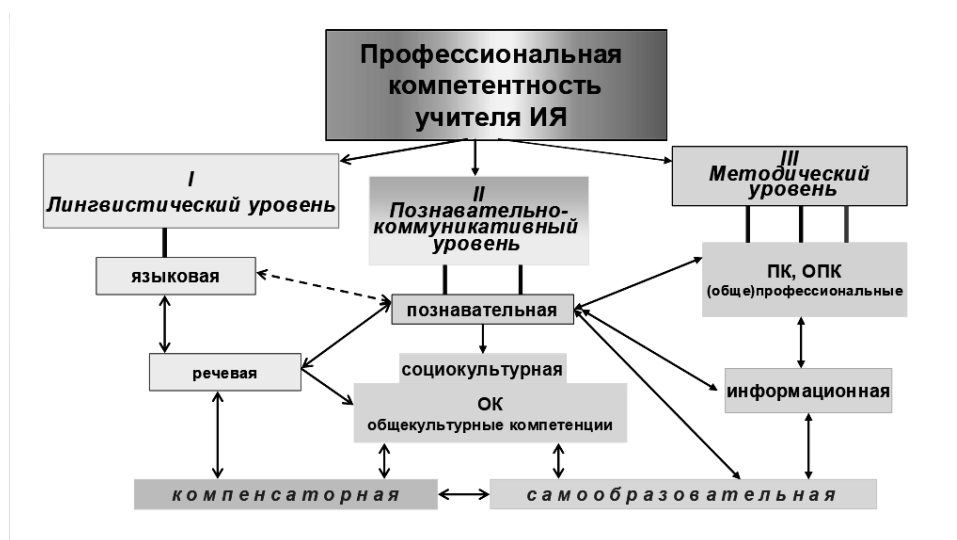 Профессиональная
компетентность
учителя ИЯ
I
Лингвистический уровень
II
Познавательно-
коммуникативный
уровень
III
Методический
уровень
языковая
познавательная
ПК, ОПК
(обще)профессиональные
речевая
социокультурная
ОК
общекультурные компетенции
информационная
компенсаторная
самообразовательная